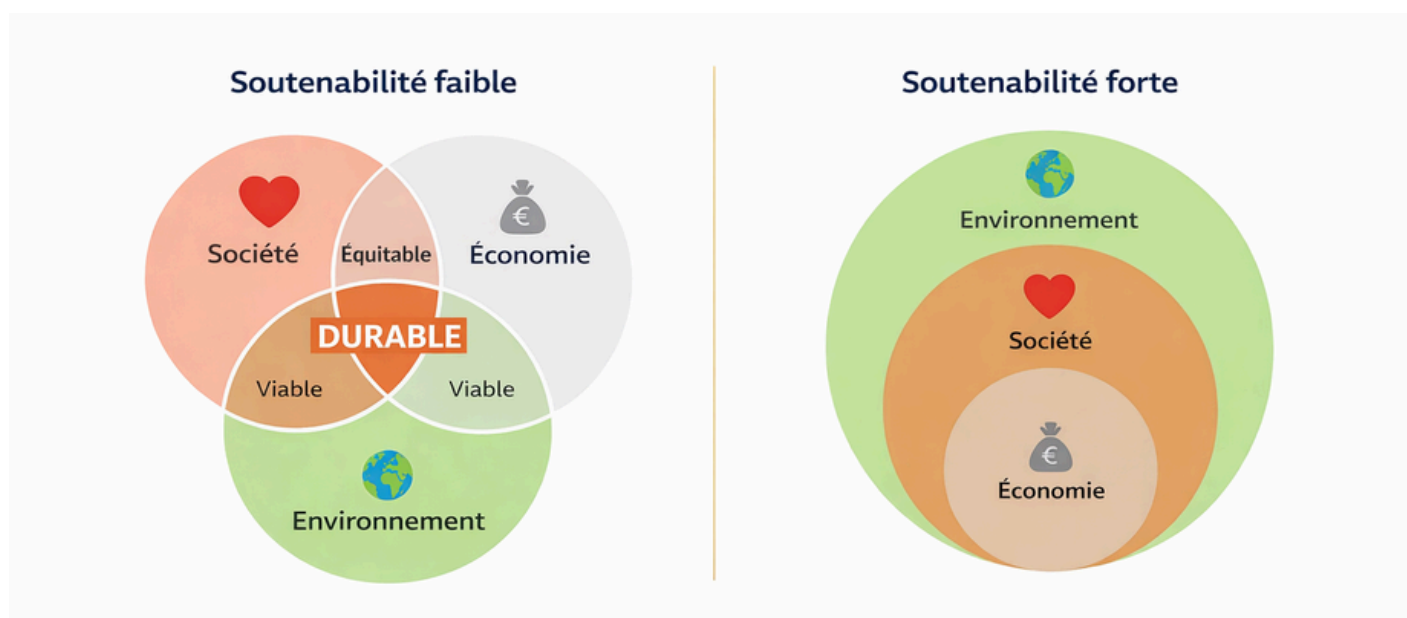 Soutenabilité faible
Société
Équitable
€
Économie
DURABLE
Viable
Viable
Environnement
Soutenabilité forte
Environnement
Société
€
Économie